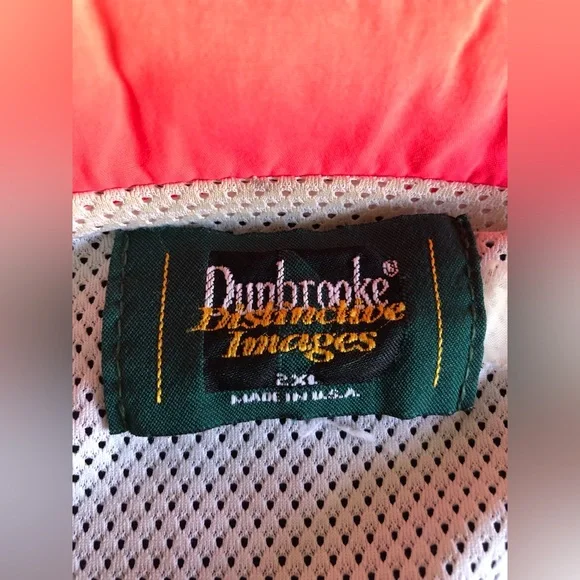 Dunbrooke®
Distinctive
Images
2XL
MADE IN U.S.A.